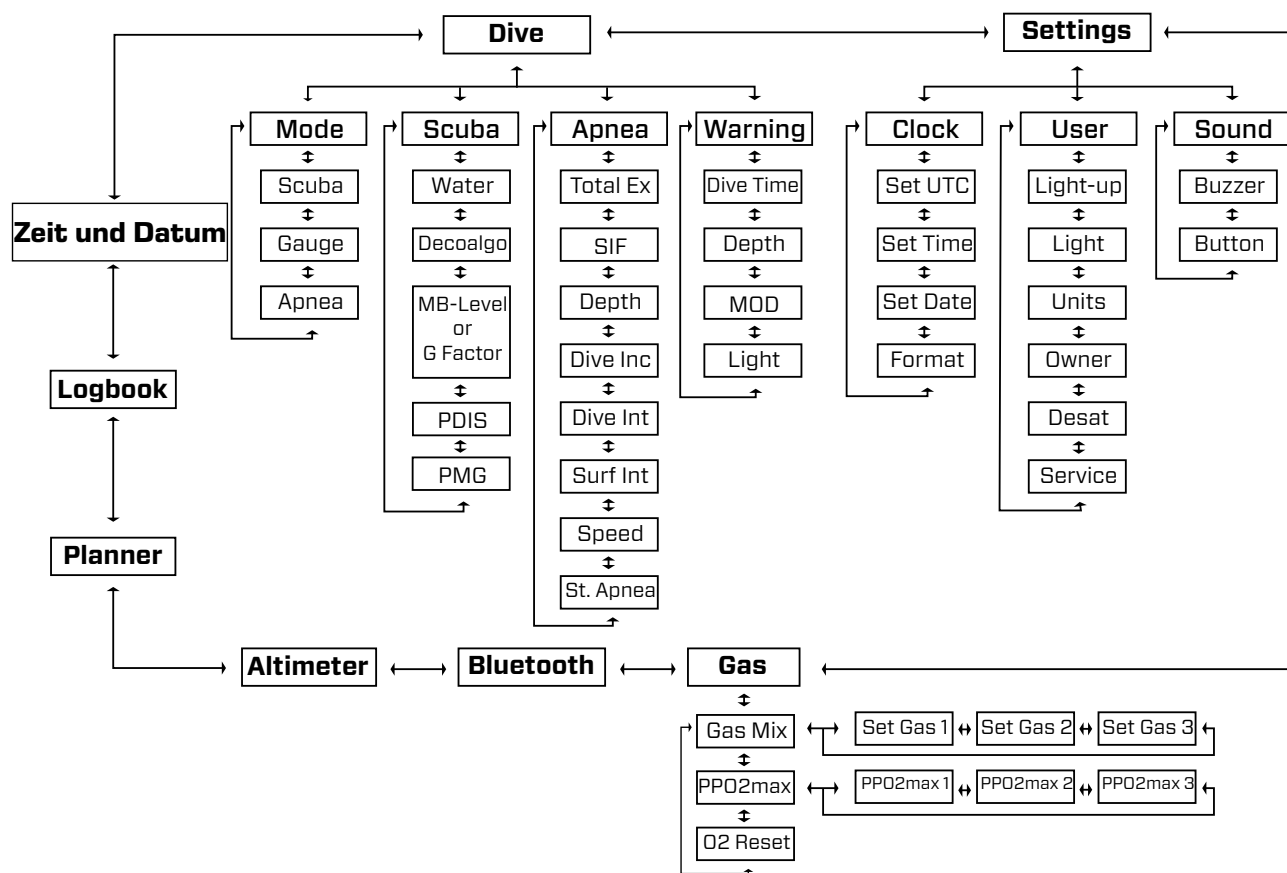 Dive
Settings
Mode
Scuba
Apnea
Warning
Clock
User
Sound
Scuba
Water
Total Ex
Dive Time
Set UTC
Light-up
Buzzer
Zeit und Datum
Gauge
Decoalgo
SIF
Depth
Set Time
Light
Button
Apnea
MB-Level
or
G Factor
Depth
MOD
Set Date
Units
Dive Inc
Light
Format
Owner
Logbook
PDIS
Dive Int
Desat
PMG
Surf Int
Service
Planner
Speed
St. Apnea
Altimeter
Bluetooth
Gas
Gas Mix
Set Gas 1
Set Gas 2
Set Gas 3
PPO2max
PPO2max 1
PPO2max 2
PPO2max 3
O2 Reset